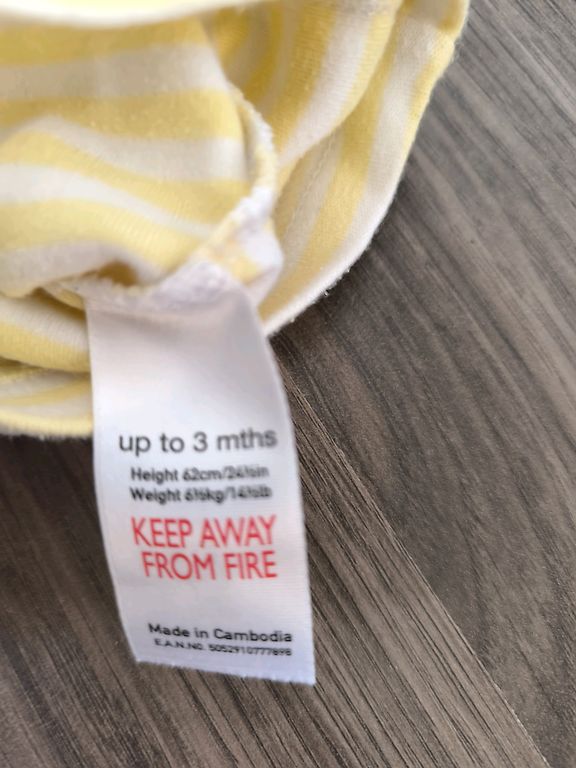 up to 3 mths
Height 62cm/24½in
Weight 6½kg/14½lb
KEEP AWAY
FROM FIRE
Made in Cambodia
E.A.N.NO. 5052910777898